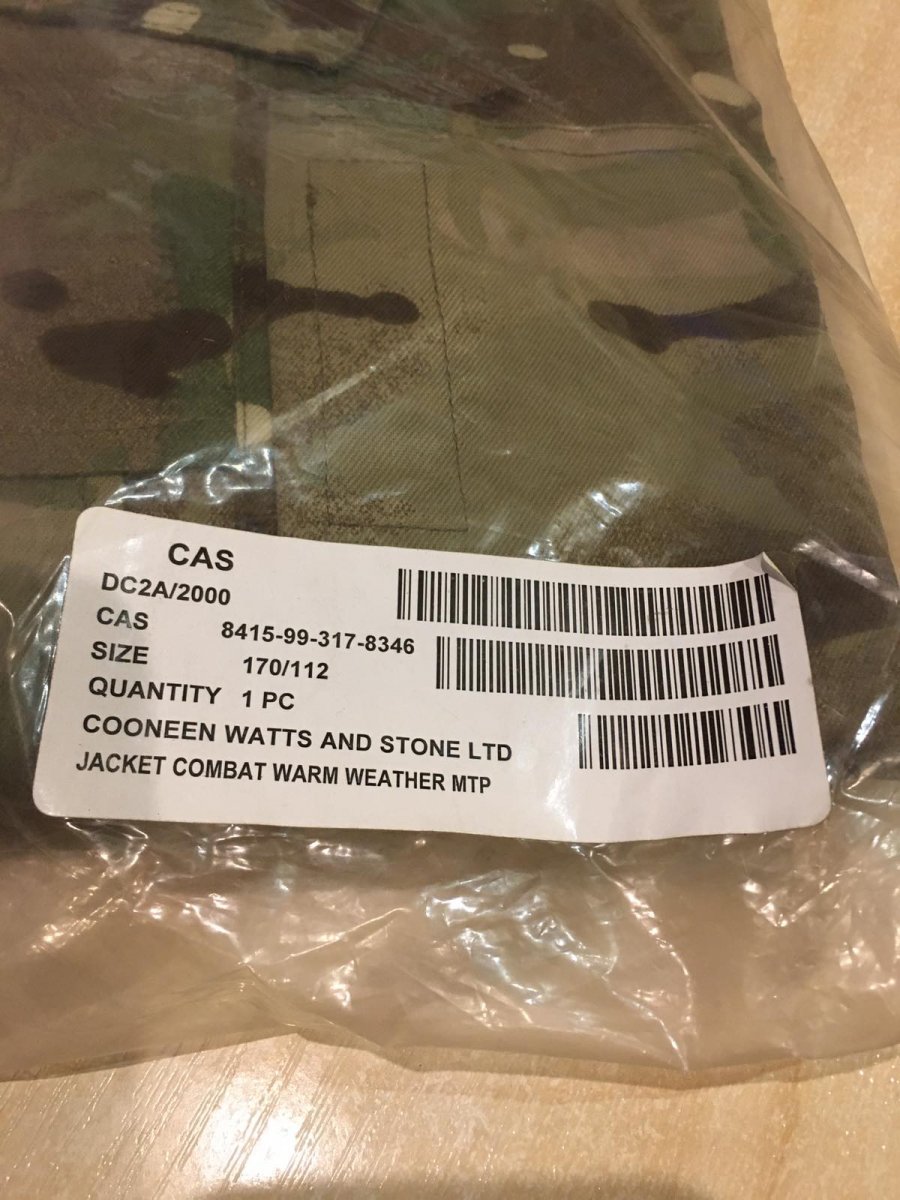 CAS
DC2A/2000
CAS 8415-99-317-8346
SIZE 170/112
QUANTITY 1 PC
COONEEN WATTS AND STONE LTD
JACKET COMBAT WARM WEATHER MTP